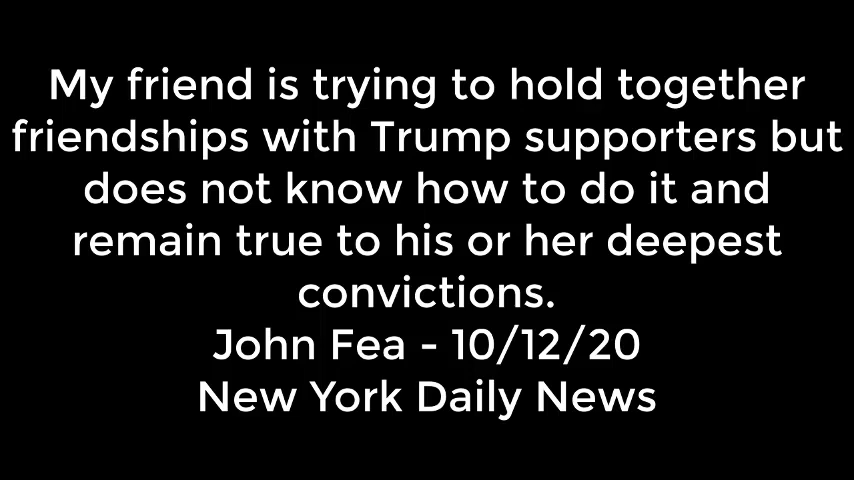 My friend is trying to hold together
friendships with Trump supporters but
does not know how to do it and
remain true to his or her deepest
convictions.
John Fea - 10/12/20
New York Daily News